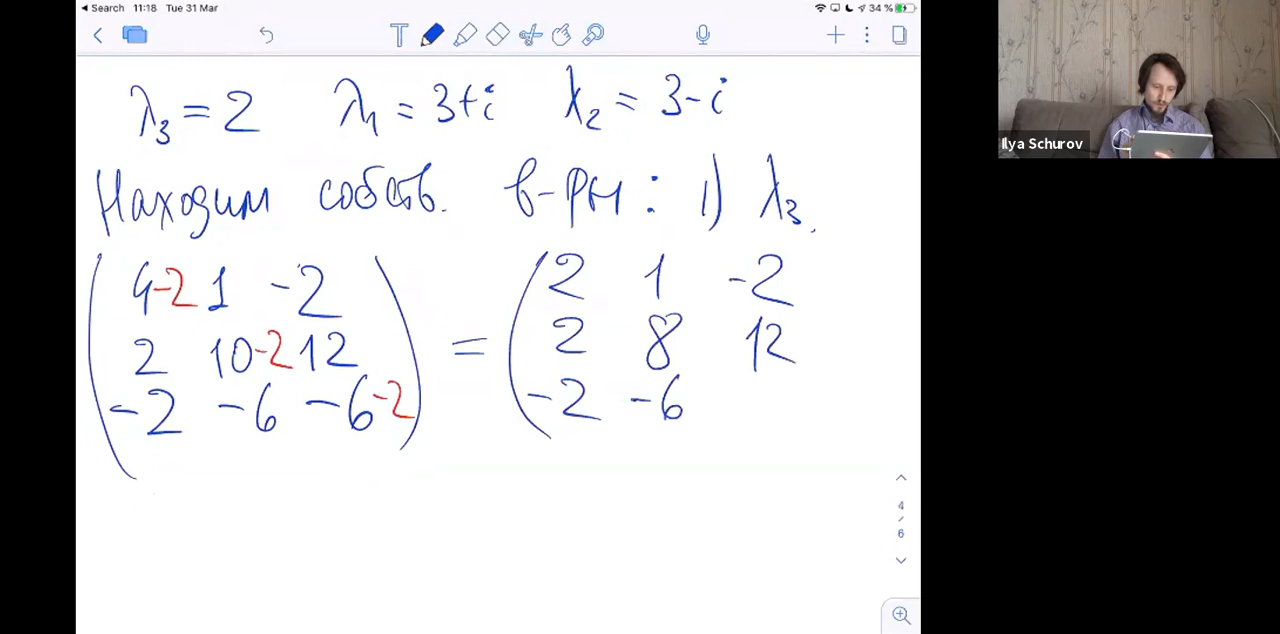 Search 11:18 Tue 31 Mar 34 %
T
λ₃ = 2 λ₁ = 3+i λ₂ = 3-i
Находим собств. в-ры: 1) λ₃.
4-2 1 -2
2 10-2 12
-2 -6 -6-2
=
2 1 -2
2 8 12
-2 -6
4
/
6
Ilya Schurov